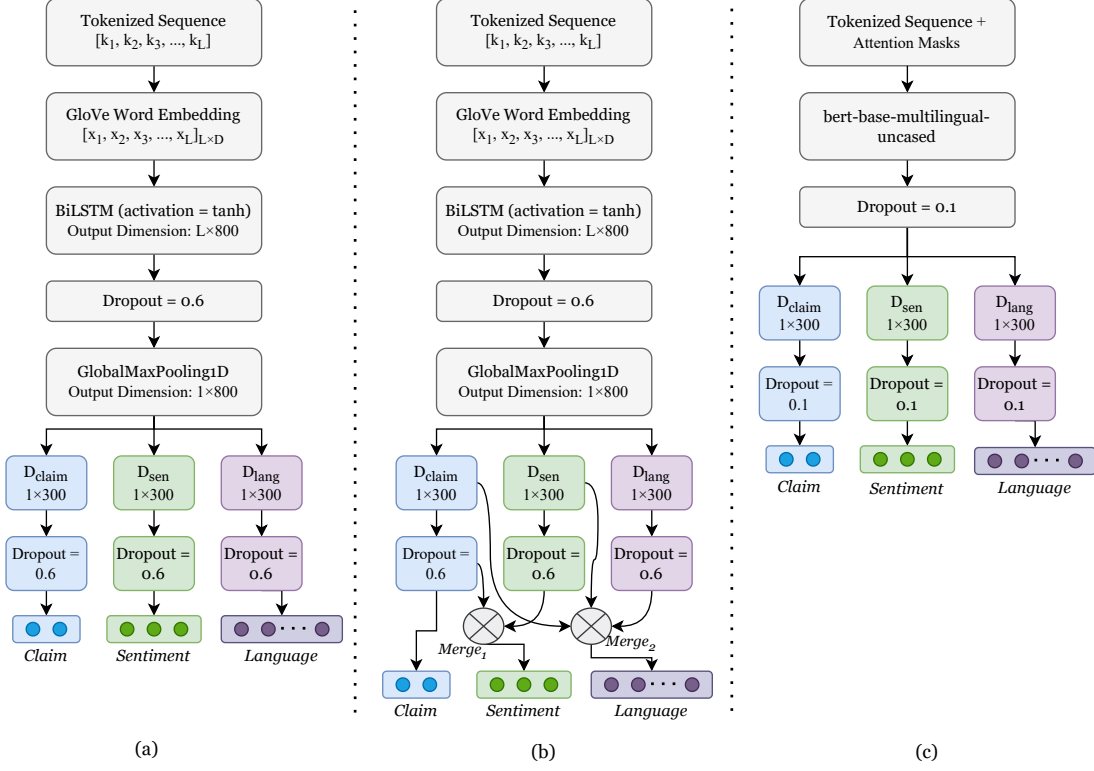 Tokenized Sequence
[k1, k2, k3, ..., kL]
GloVe Word Embedding
[x1, x2, x3, ..., xL]L×D
BiLSTM (activation = tanh)
Output Dimension: L×800
Dropout = 0.6
GlobalMaxPooling1D
Output Dimension: 1×800
Dclaim
1×300
Dsen
1×300
Dlang
1×300
Dropout =
0.6
Dropout =
0.6
Dropout =
0.6
Claim
Sentiment
Language
(a)
Tokenized Sequence
[k1, k2, k3, ..., kL]
GloVe Word Embedding
[x1, x2, x3, ..., xL]L×D
BiLSTM (activation = tanh)
Output Dimension: L×800
Dropout = 0.6
GlobalMaxPooling1D
Output Dimension: 1×800
Dclaim
1×300
Dsen
1×300
Dlang
1×300
Dropout =
0.6
Dropout =
0.6
Dropout =
0.6
Merge1
Merge2
Claim
Sentiment
Language
(b)
Tokenized Sequence +
Attention Masks
bert-base-multilingual-
uncased
Dropout = 0.1
Dclaim
1×300
Dsen
1×300
Dlang
1×300
Dropout =
0.1
Dropout =
0.1
Dropout =
0.1
Claim
Sentiment
Language
(c)